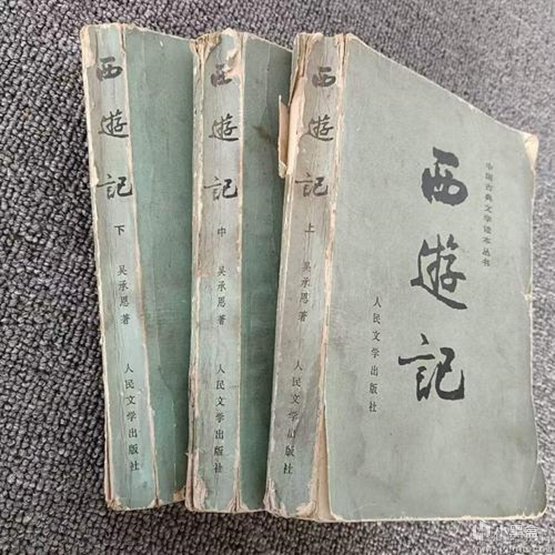 西遊記
下
吴承恩著
人民文学出版社
西遊記
中
吴承恩著
人民文学出版社
西遊記
上
吴承恩著
人民文学出版社
中国古典文学读本丛书
西遊記
人民文学出版社
小黑盒